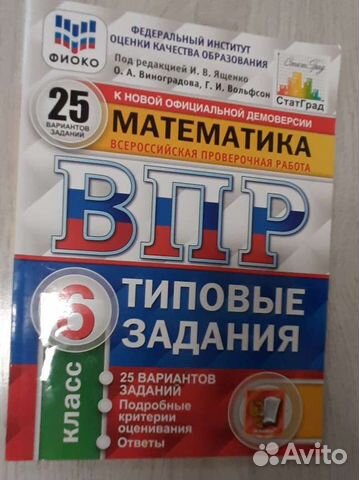 ФЕДЕРАЛЬНЫЙ ИНСТИТУТ
ОЦЕНКИ КАЧЕСТВА ОБРАЗОВАНИЯ
ФИОКО
Под редакцией И. В. Ященко
О. А. Виноградова, Г. И. Вольфсон
СтатГрад
25
ВАРИАНТОВ
ЗАДАНИЙ
К НОВОЙ ОФИЦИАЛЬНОЙ ДЕМОВЕРСИИ
МАТЕМАТИКА
ВСЕРОССИЙСКАЯ ПРОВЕРОЧНАЯ РАБОТА
ВПР
6
класс
ТИПОВЫЕ
ЗАДАНИЯ
• 25 ВАРИАНТОВ
ЗАДАНИЙ
• Подробные
критерии
оценивания
• Ответы
Avito